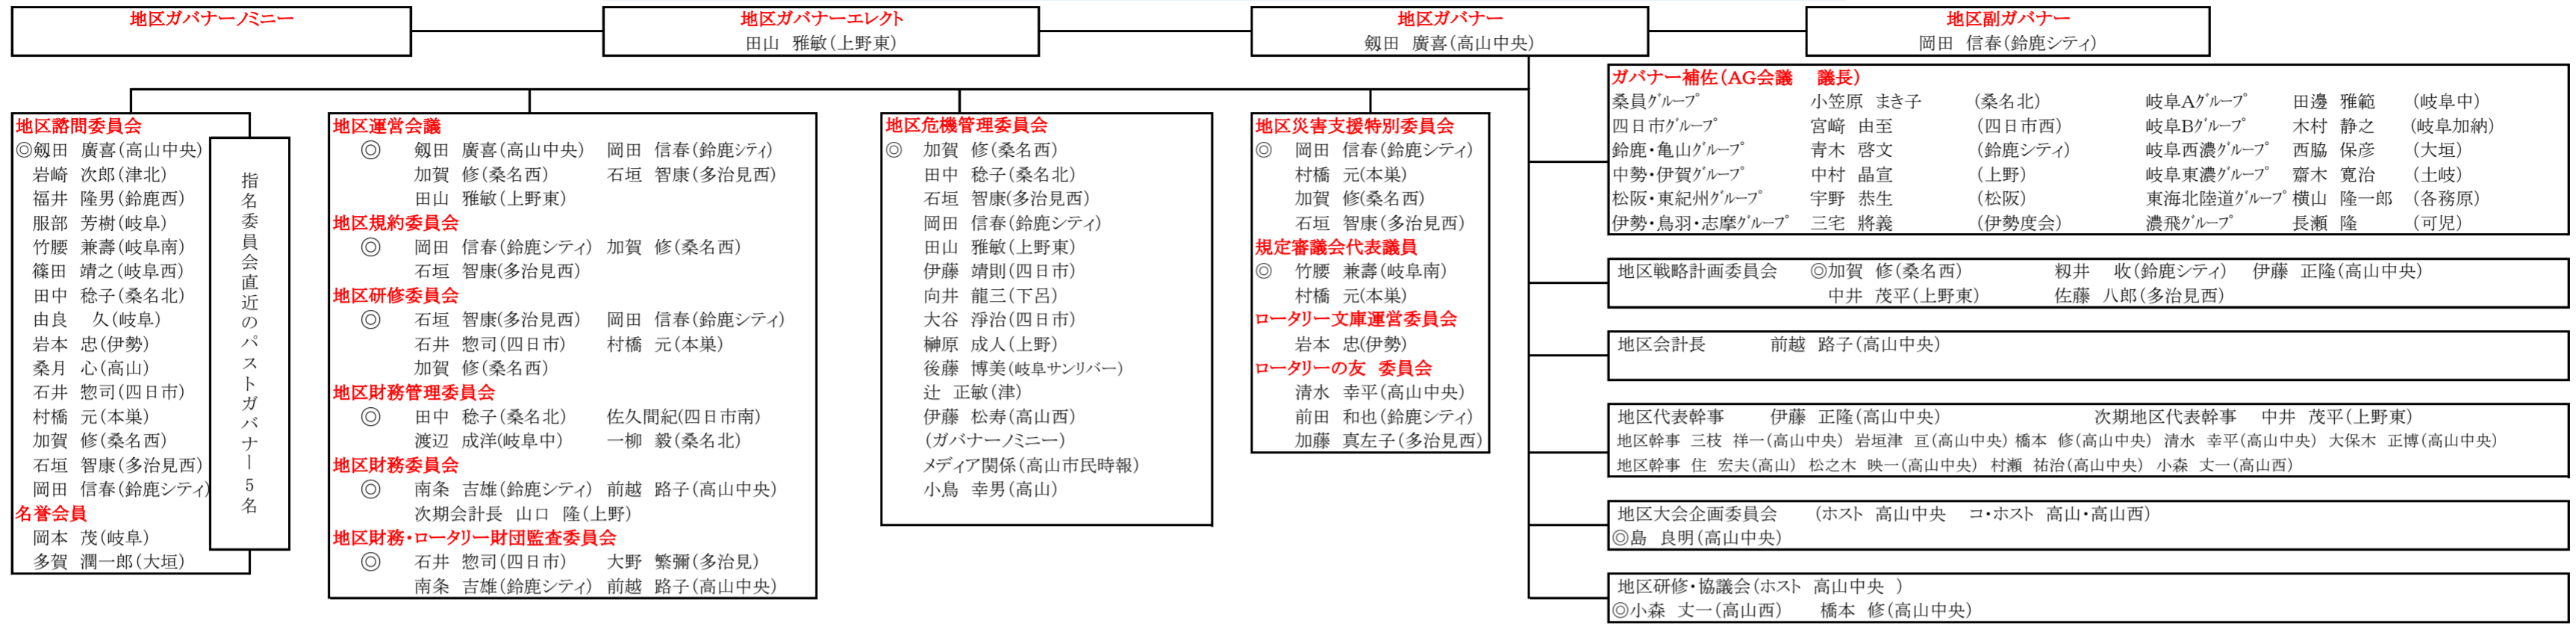 地区ガバナーノミニー
地区ガバナーエレクト
田山 雅敏(上野東)
地区ガバナー
剱田 廣喜(高山中央)
地区副ガバナー
岡田 信春(鈴鹿シティ)
地区諮問委員会
◎剱田 廣喜(高山中央)
岩崎 次郎(津北)
福井 隆男(鈴鹿西)
服部 芳樹(岐阜)
竹腰 兼壽(岐阜南)
篠田 靖之(岐阜西)
田中 稔子(桑名北)
由良 久(岐阜)
岩本 忠(伊勢)
桑月 心(高山)
石井 惣司(四日市)
村橋 元(本巣)
加賀 修(桑名西)
石垣 智康(多治見西)
岡田 信春(鈴鹿シティ)
名誉会員
岡本 茂(岐阜)
多賀 潤一郎(大垣)
指名委員会直近のパストガバナー5名
地区運営会議
◎ 剱田 廣喜(高山中央) 岡田 信春(鈴鹿シティ)
加賀 修(桑名西) 石垣 智康(多治見西)
田山 雅敏(上野東)
地区規約委員会
◎ 岡田 信春(鈴鹿シティ) 加賀 修(桑名西)
石垣 智康(多治見西)
地区研修委員会
◎ 石垣 智康(多治見西) 岡田 信春(鈴鹿シティ)
石井 惣司(四日市) 村橋 元(本巣)
加賀 修(桑名西)
地区財務管理委員会
◎ 田中 稔子(桑名北) 佐久間紀(四日市南)
渡辺 成洋(岐阜中) 一柳 毅(桑名北)
地区財務委員会
◎ 南条 吉雄(鈴鹿シティ) 前越 路子(高山中央)
次期会計長 山口 隆(上野)
地区財務・ロータリー財団監査委員会
◎ 石井 惣司(四日市) 大野 繁彌(多治見)
南条 吉雄(鈴鹿シティ) 前越 路子(高山中央)
地区危機管理委員会
◎ 加賀 修(桑名西)
田中 稔子(桑名北)
石垣 智康(多治見西)
岡田 信春(鈴鹿シティ)
田山 雅敏(上野東)
伊藤 靖則(四日市)
向井 龍三(下呂)
大谷 淨治(四日市)
榊原 成人(上野)
後藤 博美(岐阜サンリバー)
辻 正敏(津)
伊藤 松寿(高山西)
(ガバナーノミニー)
メディア関係(高山市民時報)
小鳥 幸男(高山)
地区災害支援特別委員会
◎ 岡田 信春(鈴鹿シティ)
村橋 元(本巣)
加賀 修(桑名西)
石垣 智康(多治見西)
規定審議会代表議員
◎ 竹腰 兼壽(岐阜南)
村橋 元(本巣)
ロータリー文庫運営委員会
岩本 忠(伊勢)
ロータリーの友 委員会
清水 幸平(高山中央)
前田 和也(鈴鹿シティ)
加藤 真左子(多治見西)
ガバナー補佐(AG会議 議長)
桑員グループ 小笠原 まき子 (桑名北) 岐阜Aグループ 田邊 雅範 (岐阜中)
四日市グループ 宮﨑 由至 (四日市西) 岐阜Bグループ 木村 静之 (岐阜加納)
鈴鹿・亀山グループ 青木 啓文 (鈴鹿シティ) 岐阜西濃グループ 西脇 保彦 (大垣)
中勢・伊賀グループ 中村 晶宣 (上野) 岐阜東濃グループ 齋木 寛治 (土岐)
松阪・東紀州グループ 宇野 恭生 (松阪) 東海北陸道グループ 横山 隆一郎 (各務原)
伊勢・鳥羽・志摩グループ 三宅 將義 (伊勢度会) 濃飛グループ 長瀬 隆 (可児)
地区戦略計画委員会 ◎加賀 修(桑名西) 籾井 收(鈴鹿シティ) 伊藤 正隆(高山中央)
中井 茂平(上野東) 佐藤 八郎(多治見西)
地区会計長 前越 路子(高山中央)
地区代表幹事 伊藤 正隆(高山中央) 次期地区代表幹事 中井 茂平(上野東)
地区幹事 三枝 祥一(高山中央) 岩垣津 亘(高山中央) 橋本 修(高山中央) 清水 幸平(高山中央) 大保木 正博(高山中央)
地区幹事 住 宏夫(高山) 松之木 映一(高山中央) 村瀬 祐治(高山中央) 小森 丈一(高山西)
地区大会企画委員会 (ホスト 高山中央 コ・ホスト 高山・高山西)
◎島 良明(高山中央)
地区研修・協議会(ホスト 高山中央 )
◎小森 丈一(高山西) 橋本 修(高山中央)